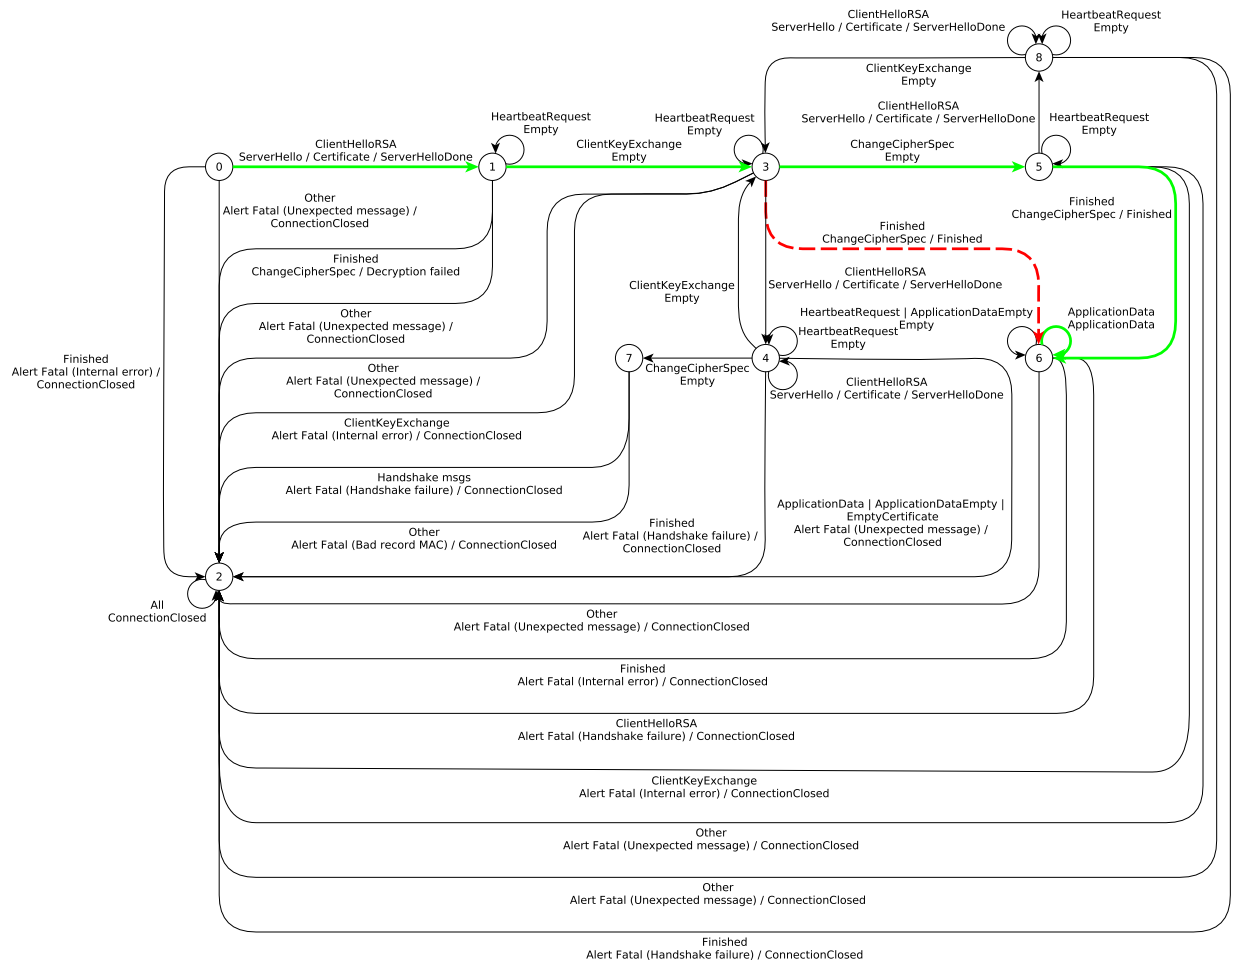 ClientHelloRSA
ServerHello / Certificate / ServerHelloDone
HeartbeatRequest
Empty
8
ClientKeyExchange
Empty
ClientHelloRSA
ServerHello / Certificate / ServerHelloDone
HeartbeatRequest
Empty
HeartbeatRequest
Empty
HeartbeatRequest
Empty
ClientHelloRSA
ServerHello / Certificate / ServerHelloDone
ClientKeyExchange
Empty
ChangeCipherSpec
Empty
0
1
3
5
Other
Alert Fatal (Unexpected message) /
ConnectionClosed
Finished
ChangeCipherSpec / Finished
Finished
ChangeCipherSpec / Finished
Finished
ChangeCipherSpec / Decryption failed
ClientKeyExchange
Empty
ClientHelloRSA
ServerHello / Certificate / ServerHelloDone
Other
Alert Fatal (Unexpected message) /
ConnectionClosed
HeartbeatRequest | ApplicationDataEmpty
Empty
HeartbeatRequest
Empty
ApplicationData
ApplicationData
7
4
6
Finished
Alert Fatal (Internal error) /
ConnectionClosed
Other
Alert Fatal (Unexpected message) /
ConnectionClosed
ChangeCipherSpec
Empty
ClientHelloRSA
ServerHello / Certificate / ServerHelloDone
ClientKeyExchange
Alert Fatal (Internal error) / ConnectionClosed
Handshake msgs
Alert Fatal (Handshake failure) / ConnectionClosed
Other
Alert Fatal (Bad record MAC) / ConnectionClosed
Finished
Alert Fatal (Handshake failure) /
ConnectionClosed
ApplicationData | ApplicationDataEmpty |
EmptyCertificate
Alert Fatal (Unexpected message) /
ConnectionClosed
2
All
ConnectionClosed
Other
Alert Fatal (Unexpected message) / ConnectionClosed
Finished
Alert Fatal (Internal error) / ConnectionClosed
ClientHelloRSA
Alert Fatal (Handshake failure) / ConnectionClosed
ClientKeyExchange
Alert Fatal (Internal error) / ConnectionClosed
Other
Alert Fatal (Unexpected message) / ConnectionClosed
Other
Alert Fatal (Unexpected message) / ConnectionClosed
Finished
Alert Fatal (Handshake failure) / ConnectionClosed